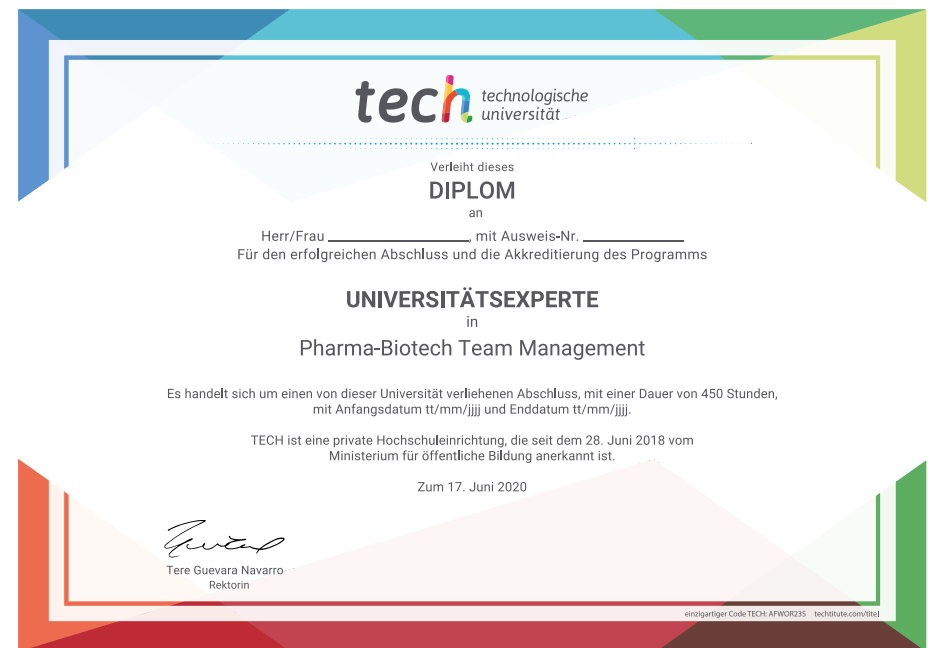 tech technologische
universität
Verleiht dieses
DIPLOM
an
Herr/Frau ____________________, mit Ausweis-Nr. ______________
Für den erfolgreichen Abschluss und die Akkreditierung des Programms
UNIVERSITÄTSEXPERTE
in
Pharma-Biotech Team Management
Es handelt sich um einen von dieser Universität verliehenen Abschluss, mit einer Dauer von 450 Stunden,
mit Anfangsdatum tt/mm/jjjj und Enddatum tt/mm/jjjj.
TECH ist eine private Hochschuleinrichtung, die seit dem 28. Juni 2018 vom
Ministerium für öffentliche Bildung anerkannt ist.
Zum 17. Juni 2020
Tere Guevara Navarro
Rektorin
einzigartiger Code TECH: AFWOR23S techtitute.com/titel